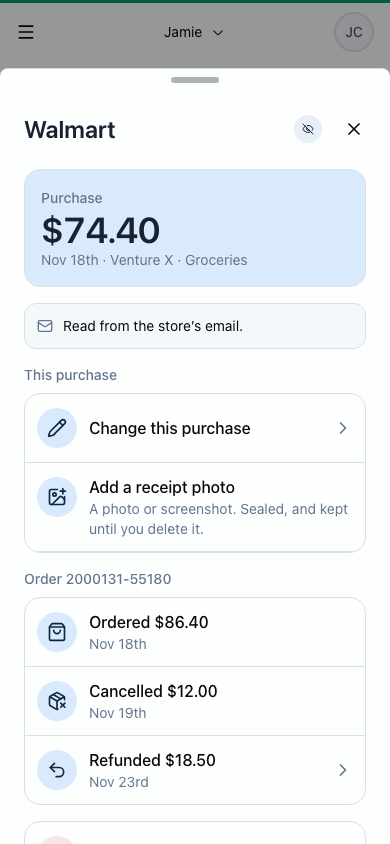 Jamie
JC
Walmart
Purchase
$74.40
Nov 18th · Venture X · Groceries
Read from the store’s email.
This purchase
Change this purchase
Add a receipt photo
A photo or screenshot. Sealed, and kept
until you delete it.
Order 2000131-55180
Ordered $86.40
Nov 18th
Cancelled $12.00
Nov 19th
Refunded $18.50
Nov 23rd